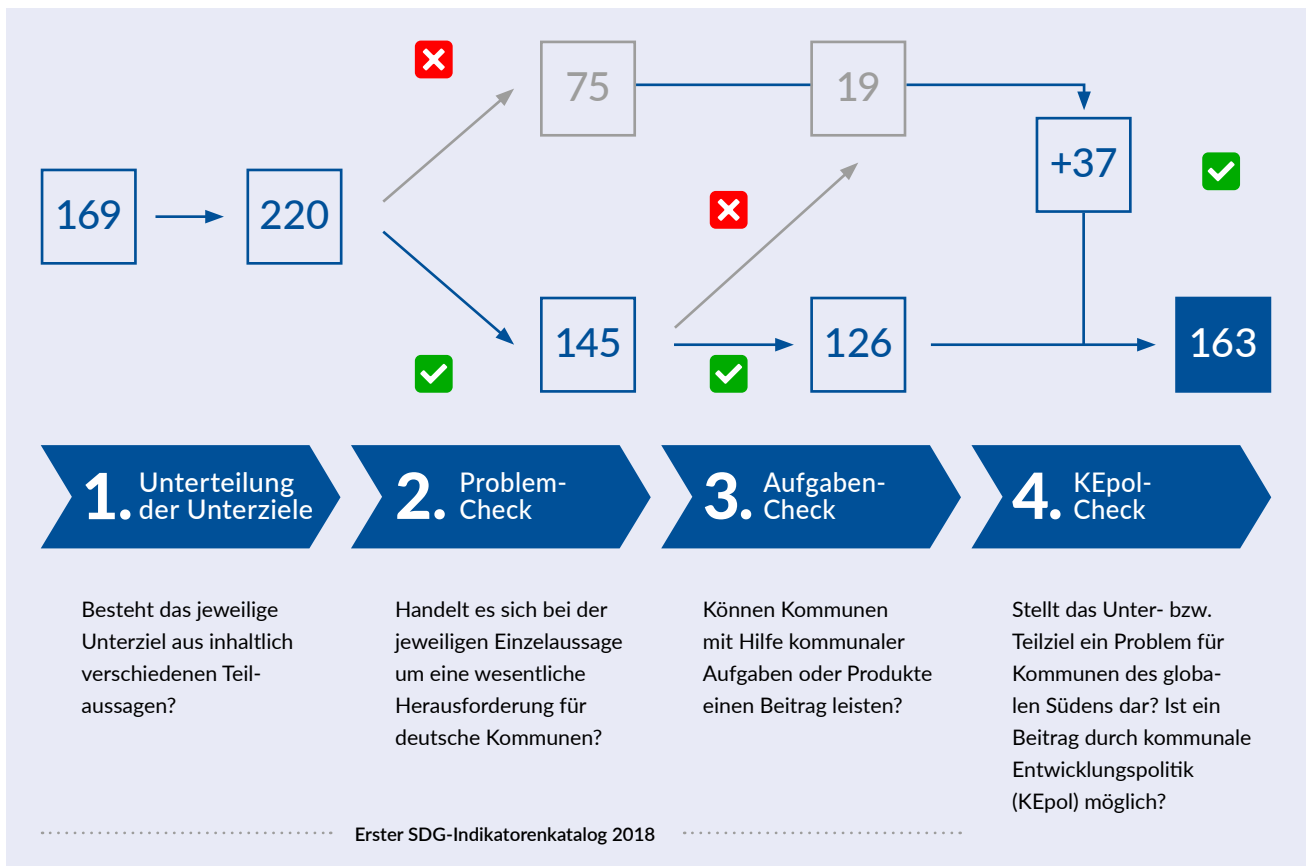 75
19
+37
169
220
145
126
163
1. Unterteilung
der Unterziele
2. Problem-
Check
3. Aufgaben-
Check
4. KEpol-
Check
Besteht das jeweilige
Unterziel aus inhaltlich
verschiedenen Teil-
aussagen?
Handelt es sich bei der
jeweiligen Einzelaussage
um eine wesentliche
Herausforderung für
deutsche Kommunen?
Können Kommunen
mit Hilfe kommunaler
Aufgaben oder Produkte
einen Beitrag leisten?
Stellt das Unter- bzw.
Teilziel ein Problem für
Kommunen des globa-
len Südens dar? Ist ein
Beitrag durch kommunale
Entwicklungspolitik
(KEpol) möglich?
Erster SDG-Indikatorenkatalog 2018